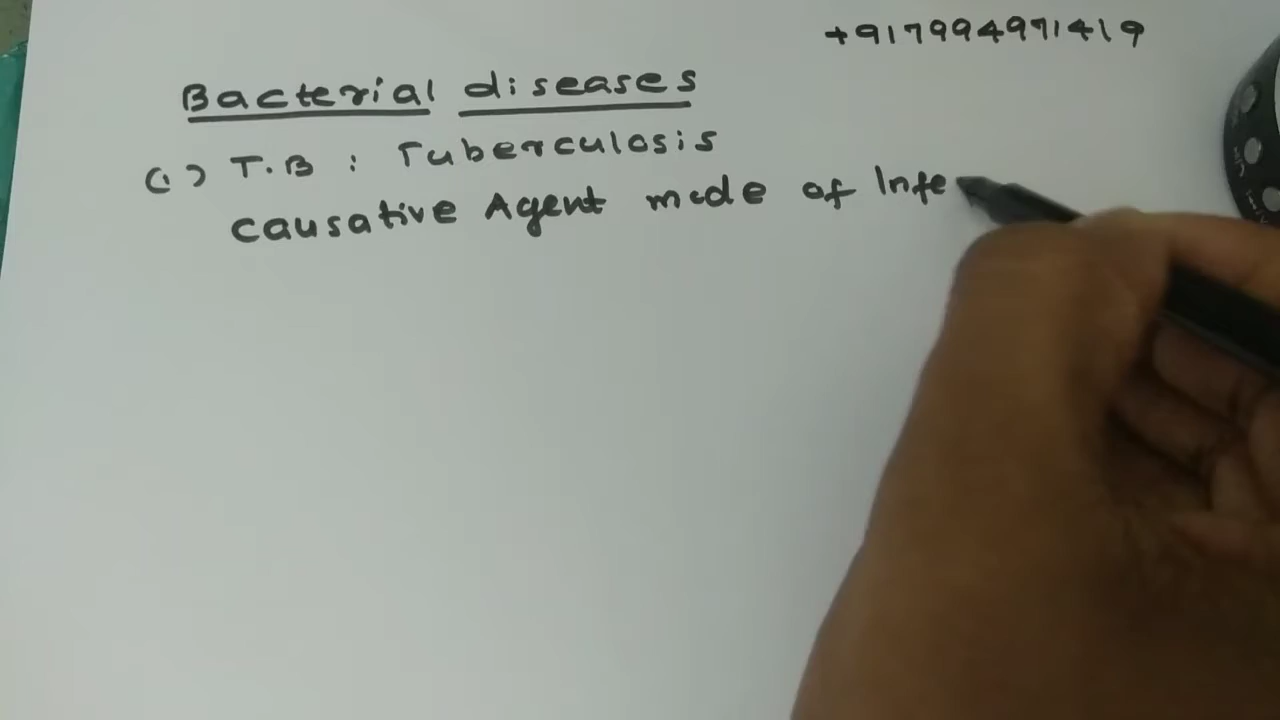 +917994971419
Bacterial diseases
(1) T.B : Tuberculosis
causative Agent mode of Infe